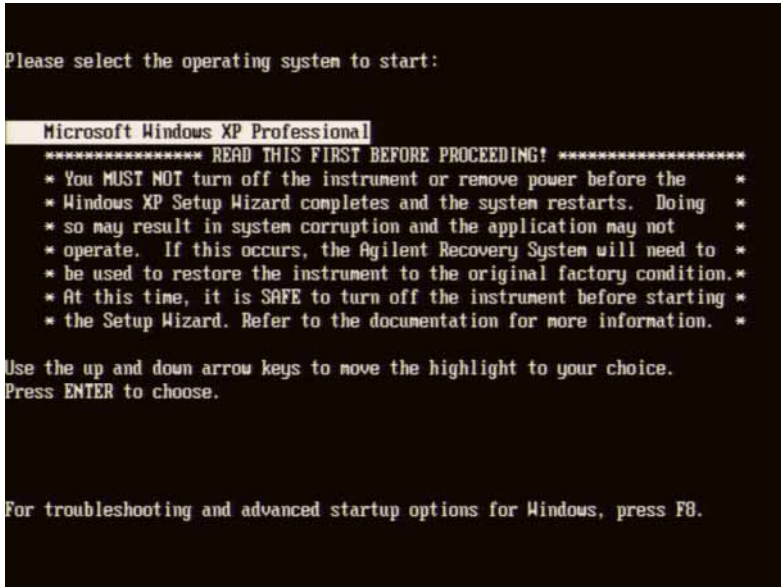 Please select the operating system to start:
Microsoft Windows XP Professional
***************** READ THIS FIRST BEFORE PROCEEDING! ********************
* You MUST NOT turn off the instrument or remove power before the *
* Windows XP Setup Wizard completes and the system restarts. Doing *
* so may result in system corruption and the application may not *
* operate. If this occurs, the Agilent Recovery System will need to *
* be used to restore the instrument to the original factory condition.*
* At this time, it is SAFE to turn off the instrument before starting *
* the Setup Wizard. Refer to the documentation for more information. *
Use the up and down arrow keys to move the highlight to your choice.
Press ENTER to choose.
For troubleshooting and advanced startup options for Windows, press F8.